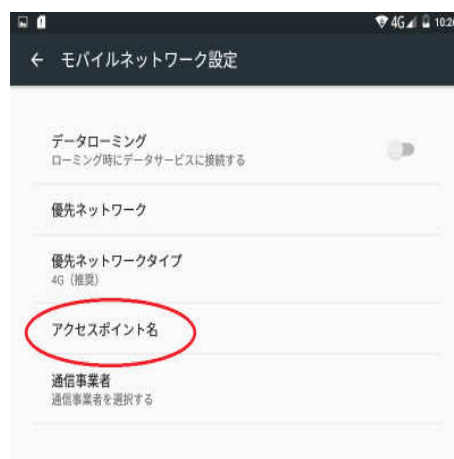 4G 10:26
モバイルネットワーク設定
データローミング
ローミング時にデータサービスに接続する
優先ネットワーク
優先ネットワークタイプ
4G（推奨）
アクセスポイント名
通信事業者
通信事業者を選択する